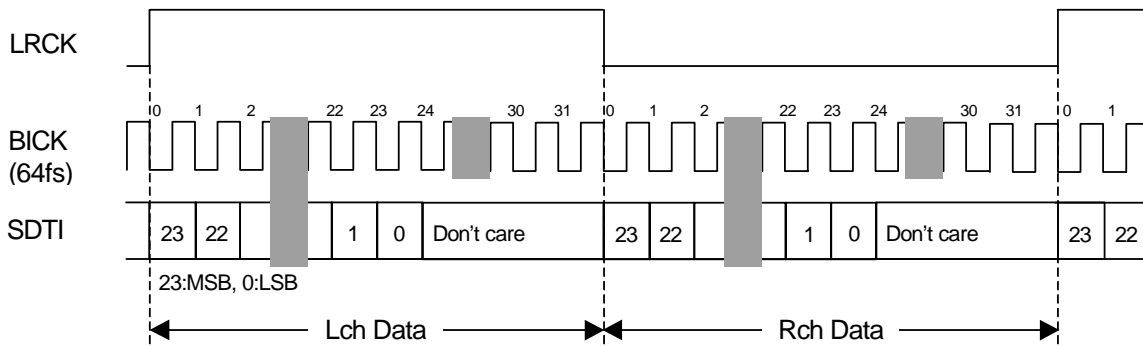 LRCK
0 1 2 22 23 24 30 31 0 1 2 22 23 24 30 31 0 1
BICK
(64fs)
SDTI 23 22 1 0 Don't care 23 22 1 0 Don't care 23 22
23:MSB, 0:LSB
Lch Data Rch Data